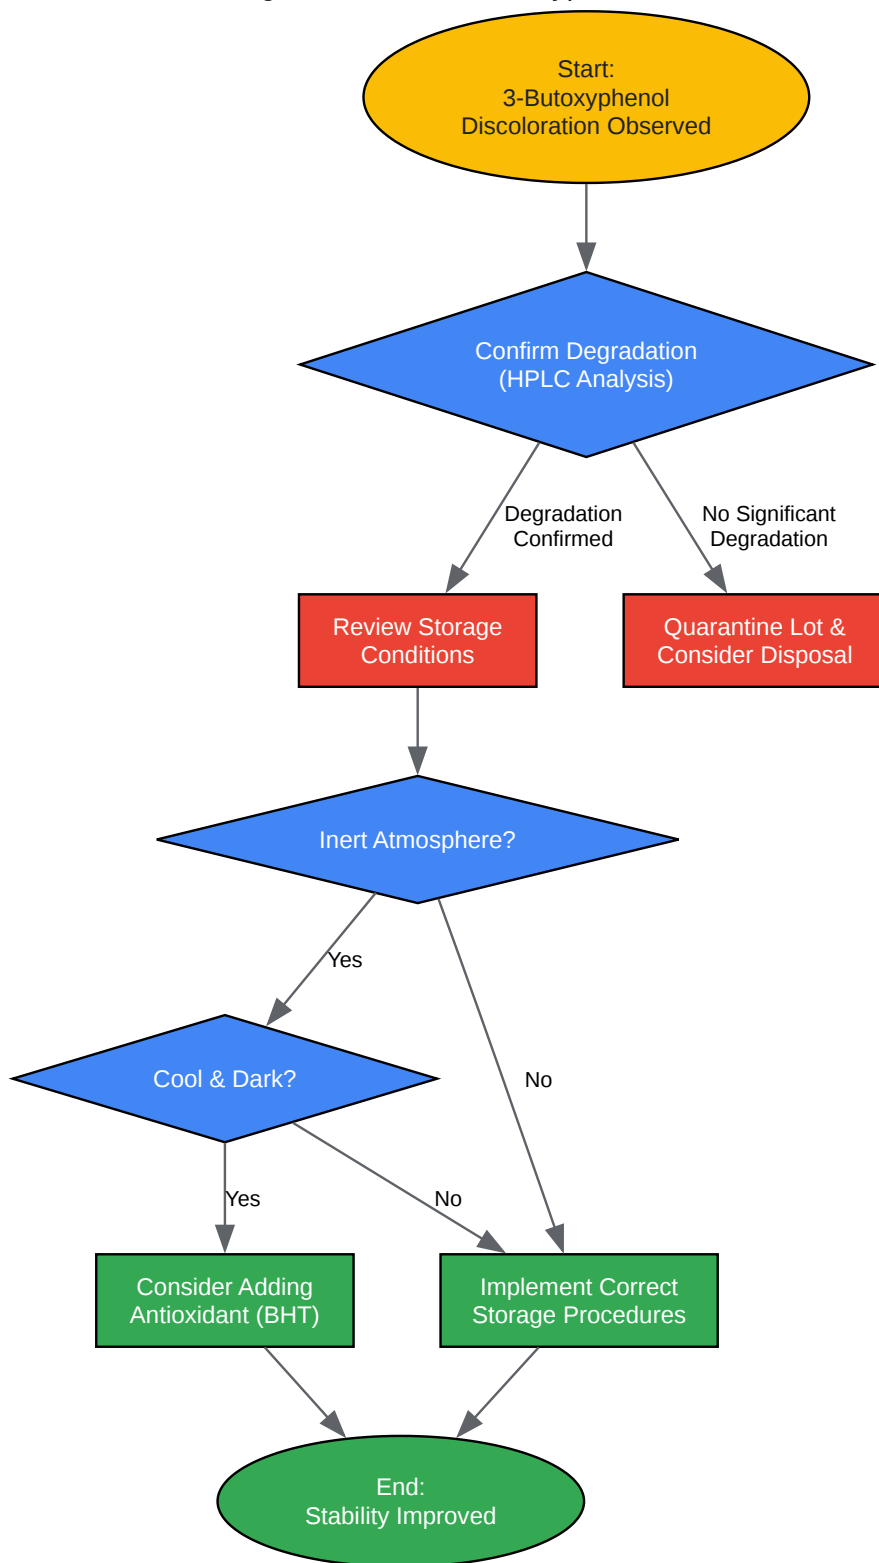 Start:
3-Butoxyphenol
Discoloration Observed
Confirm Degradation
(HPLC Analysis)
Degradation
Confirmed
No Significant
Degradation
Review Storage
Conditions
Quarantine Lot &
Consider Disposal
Inert Atmosphere?
Yes
Cool & Dark?
No
Yes
No
Consider Adding
Antioxidant (BHT)
Implement Correct
Storage Procedures
End:
Stability Improved